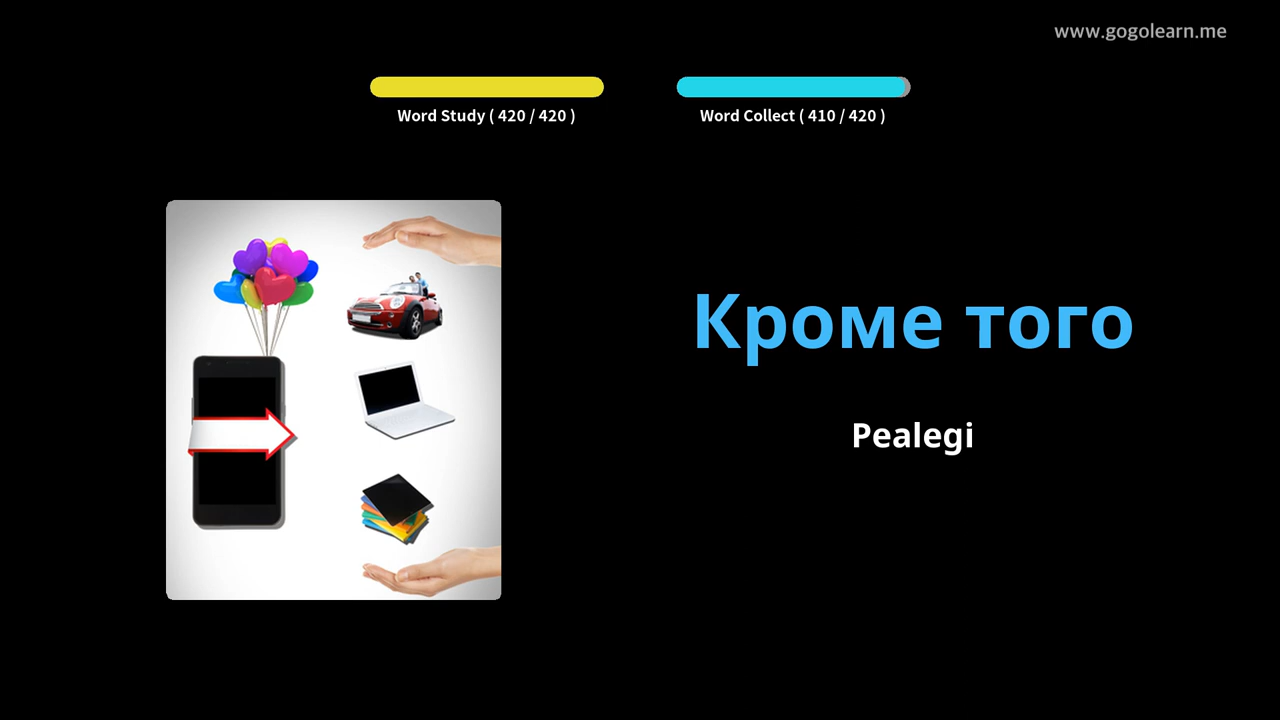 www.gogolearn.me
Word Study ( 420 / 420 )
Word Collect ( 410 / 420 )
Кроме того
Pealegi